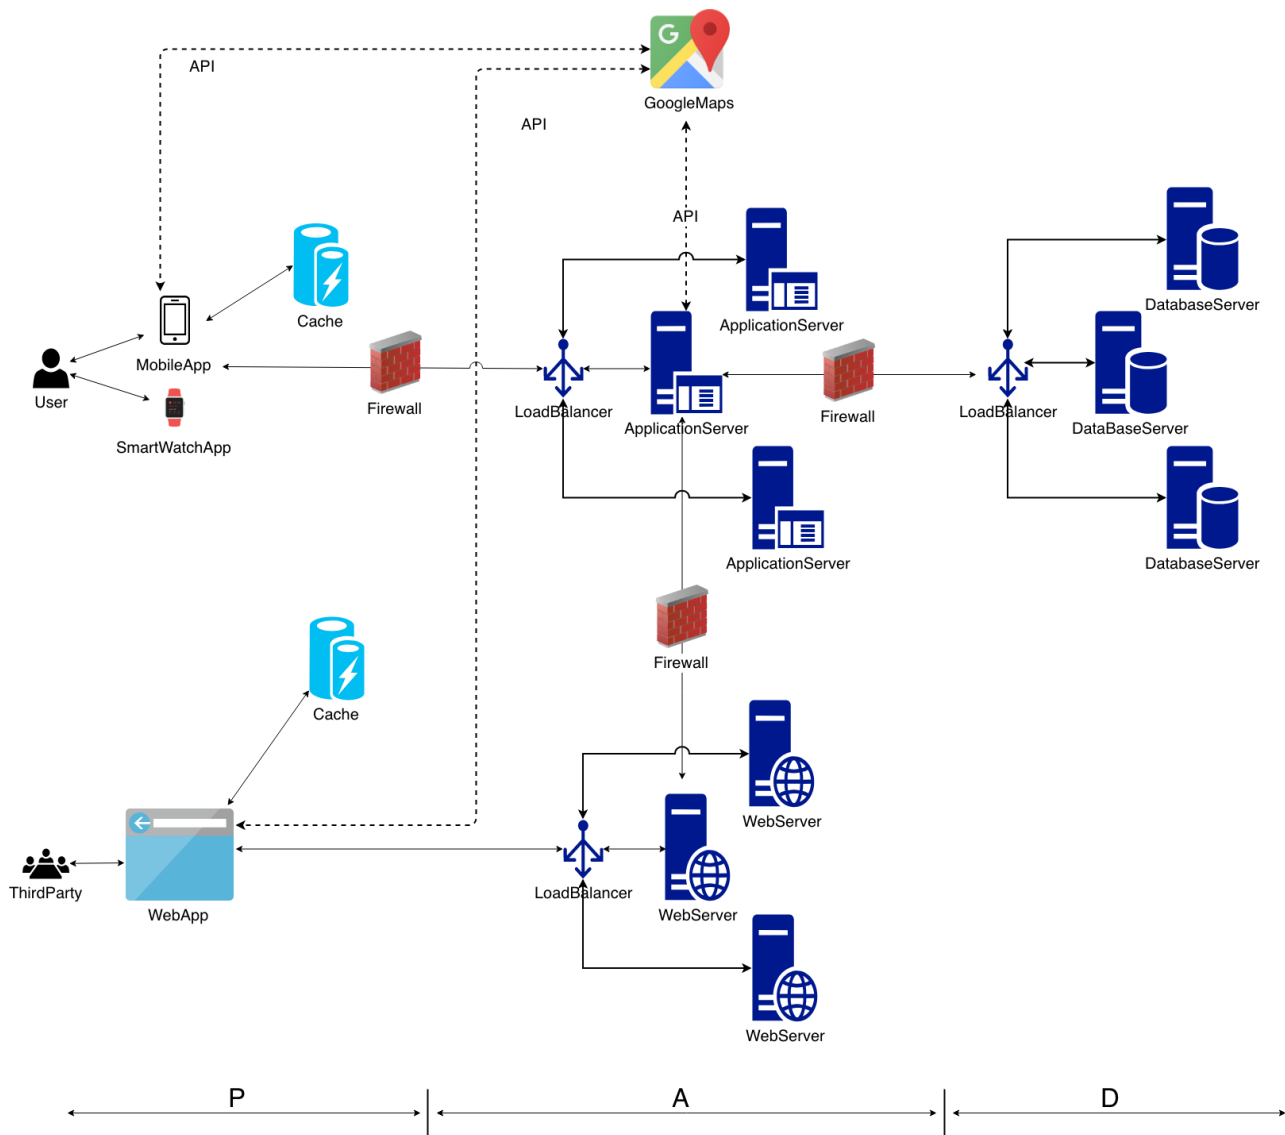 G
GoogleMaps
API
API
API
Cache
MobileApp
User
SmartWatchApp
Firewall
LoadBalancer
ApplicationServer
ApplicationServer
ApplicationServer
Firewall
LoadBalancer
DatabaseServer
DataBaseServer
DatabaseServer
Firewall
Cache
ThirdParty
WebApp
LoadBalancer
WebServer
WebServer
WebServer
P
A
D